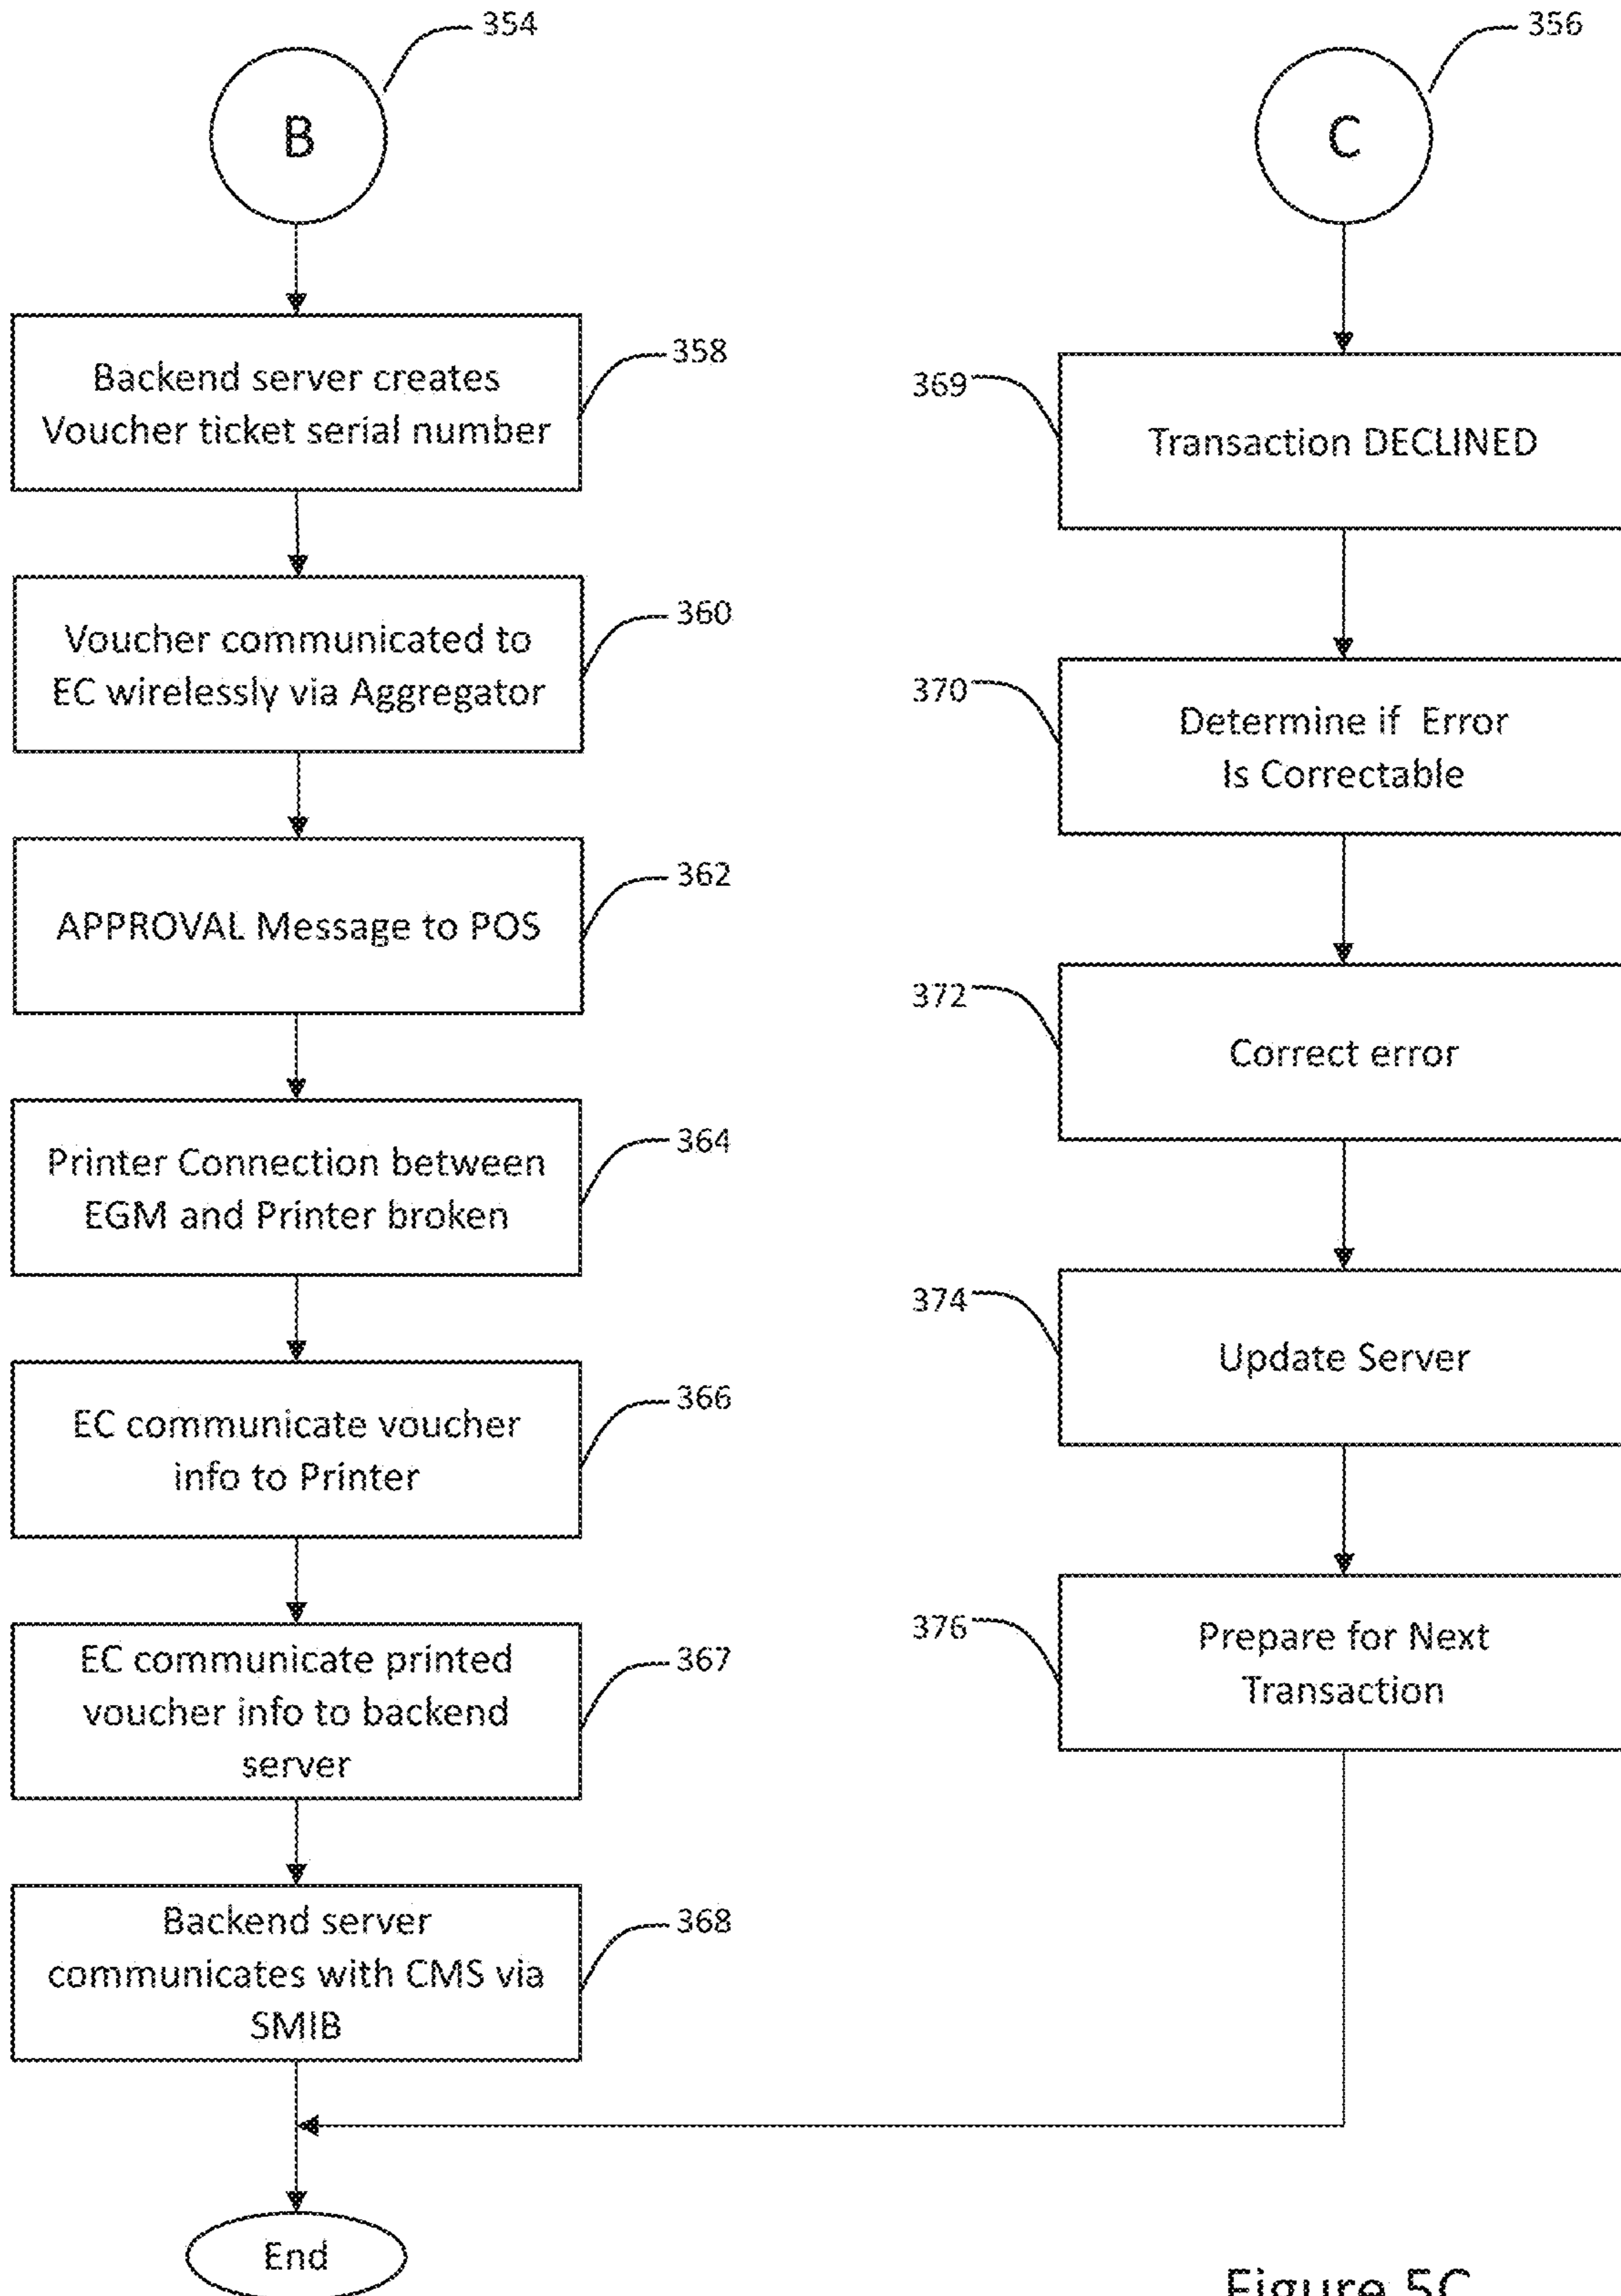 354
B
358
Backend server creates
Voucher ticket serial number
360
Voucher communicated to
EC wirelessly via Aggregator
362
APPROVAL Message to POS
364
Printer Connection between
EGM and Printer broken
366
EC communicate voucher
info to Printer
367
EC communicate printed
voucher info to backend
server
368
Backend server
communicates with CMS via
SMIB
End
356
C
369
Transaction DECLINED
370
Determine if Error
Is Correctable
372
Correct error
374
Update Server
376
Prepare for Next
Transaction
Figure 5C